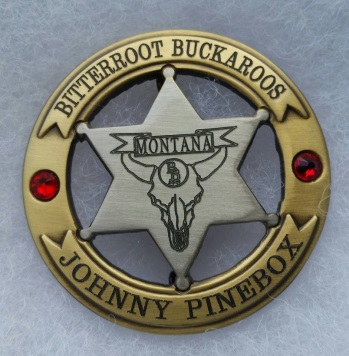 BITTERROOT BUCKAROOS
MONTANA
BB
JOHNNY PINEBOX